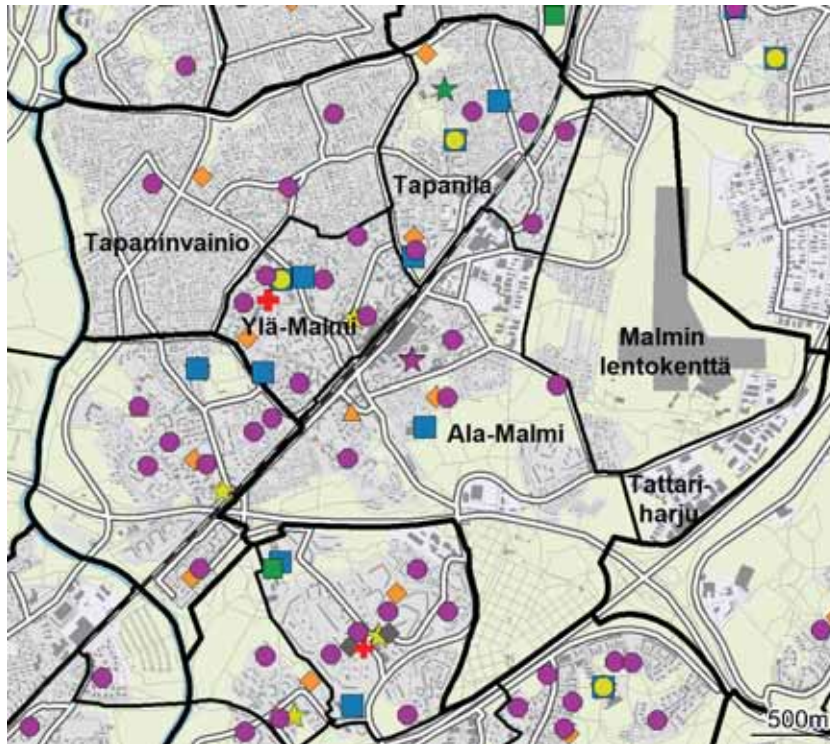 Tapanila
Tapaninvainio
Ylä-Malmi
Malmin
lentokenttä
Ala-Malmi
Tattari-
harju
500m